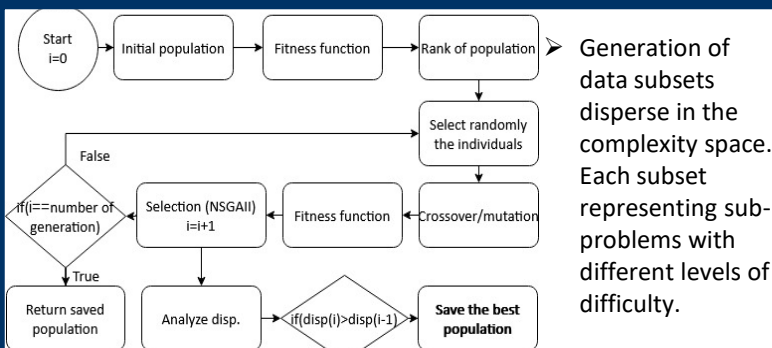 Start
i=0
Initial population
Fitness function
Rank of population
Select randomly
the individuals
Crossover/mutation
Fitness function
Selection (NSGAII)
i=i+1
if(i==number of
generation)
False
True
Return saved
population
Analyze disp.
if(disp(i)>disp(i-1)
Save the best
population
➢ Generation of
data subsets
disperse in the
complexity space.
Each subset
representing sub-
problems with
different levels of
difficulty.